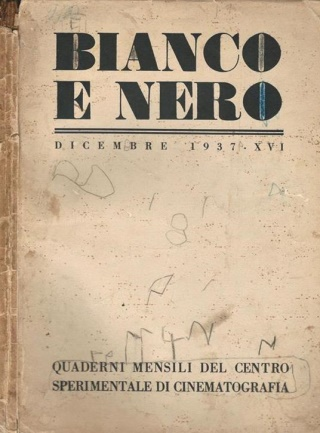 BIANCO
E NERO
DICEMBRE 1937-XVI
QUADERNI MENSILI DEL CENTRO
SPERIMENTALE DI CINEMATOGRAFIA